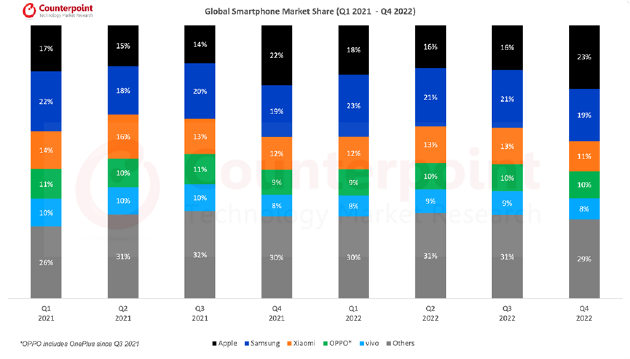 Counterpoint
Technology Market Research
Global Smartphone Market Share (Q1 2021 - Q4 2022)
17% 15% 14% 22% 18% 16% 16% 23%
22% 18% 20% 19% 23% 21% 21% 19%
14% 16% 13% 12% 12% 13% 13% 11%
11% 10% 11% 9% 9% 10% 10% 10%
10% 10% 10% 8% 8% 9% 9% 8%
26% 31% 32% 30% 30% 31% 31% 29%
Counterpoint
Technology Market Research
Q1 Q2 Q3 Q4 Q1 Q2 Q3 Q4
2021 2021 2021 2021 2022 2022 2022 2022
*OPPO includes OnePlus since Q3 2021
Apple Samsung Xiaomi OPPO* vivo Others